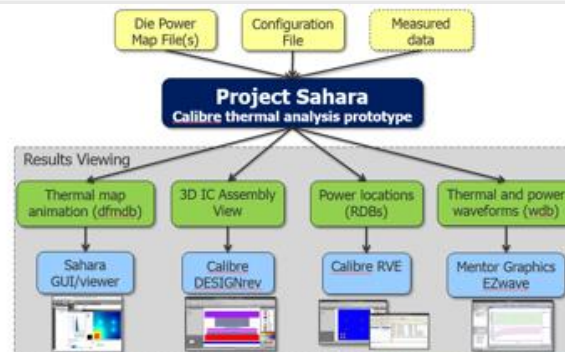 Die Power
Map File(s)
Configuration
File
Measured
data
Project Sahara
Calibre thermal analysis prototype
Results Viewing
Thermal map
animation (dfmdb)
3D IC Assembly
View
Power locations
(RDBs)
Thermal and power
waveforms (wdb)
Sahara
GUI/viewer
Calibre
DESIGNrev
Calibre RVE
Mentor Graphics
EZwave